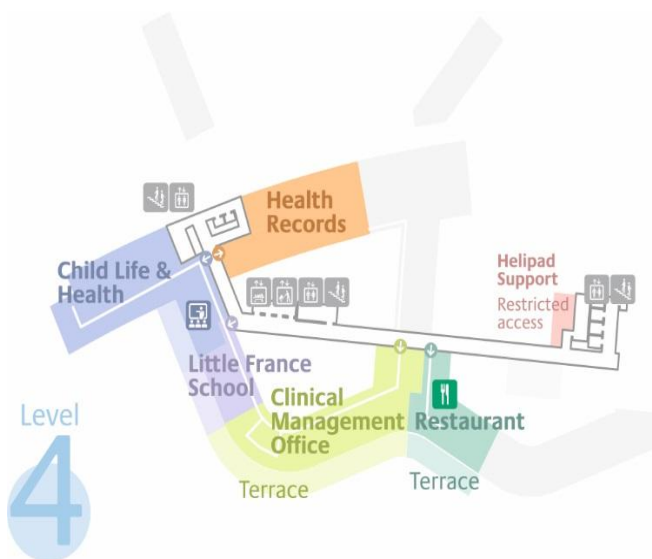 Health
Records
Child Life &
Health
Helipad
Support
Restricted
access
Little France
School
Clinical
Management
Office
Restaurant
Terrace
Terrace
Level
4